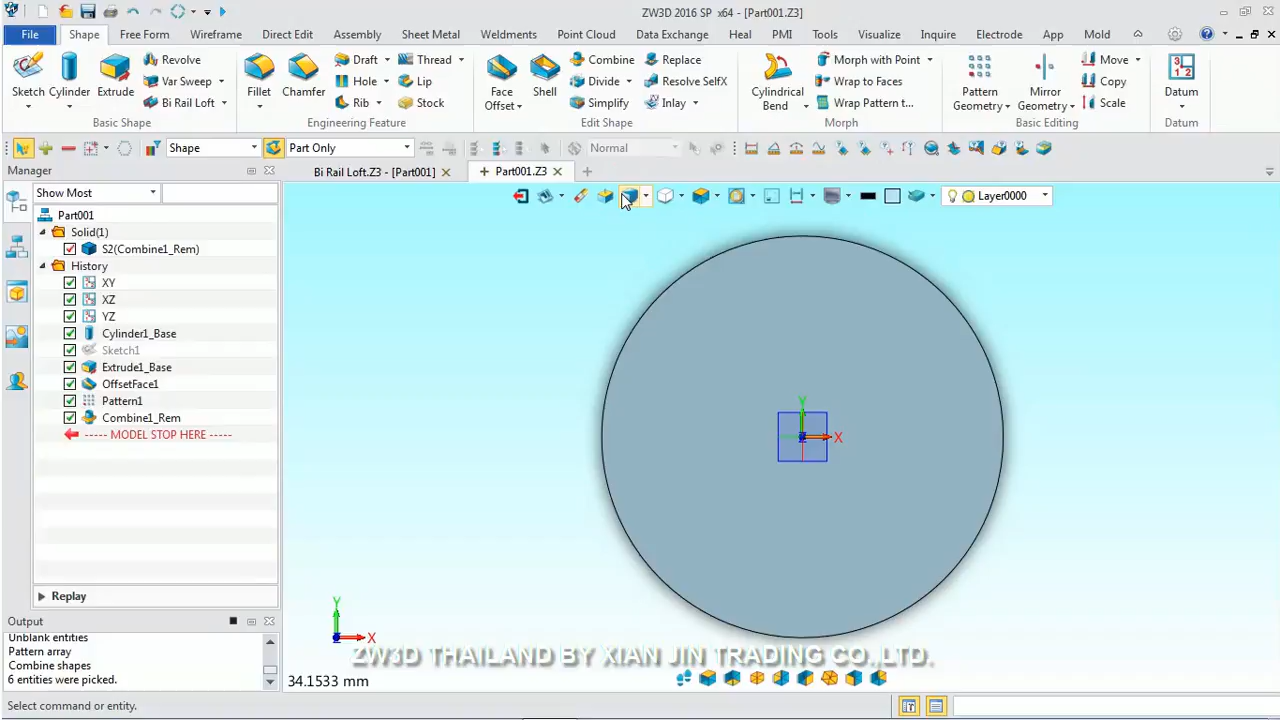 ZW3D 2016 SP x64 - [Part001.Z3]
File Shape Free Form Wireframe Direct Edit Assembly Sheet Metal Weldments Point Cloud Data Exchange Heal PMI Tools Visualize Inquire Electrode App Mold
Sketch Cylinder Extrude Revolve Var Sweep Bi Rail Loft
Basic Shape
Fillet Chamfer Draft Hole Rib Thread Lip Stock
Engineering Feature
Face Offset Shell Combine Divide Simplify Replace Resolve SelfX Inlay
Edit Shape
Cylindrical Bend Morph with Point Wrap to Faces Wrap Pattern t...
Morph
Pattern Geometry Mirror Geometry Move Copy Scale
Basic Editing
Datum
Datum
Shape Part Only Normal
Manager
Bi Rail Loft.Z3 - [Part001] Part001.Z3
Show Most
Layer0000
Part001
Solid(1)
S2(Combine1_Rem)
History
XY
XZ
YZ
Cylinder1_Base
Sketch1
Extrude1_Base
OffsetFace1
Pattern1
Combine1_Rem
----- MODEL STOP HERE -----
Y
X
Replay
Output
Unblank entities
Pattern array
Combine shapes
6 entities were picked.
Y
X
ZW3D THAILAND BY XIAN JIN TRADING CO.,LTD.
34.1533 mm
Select command or entity.